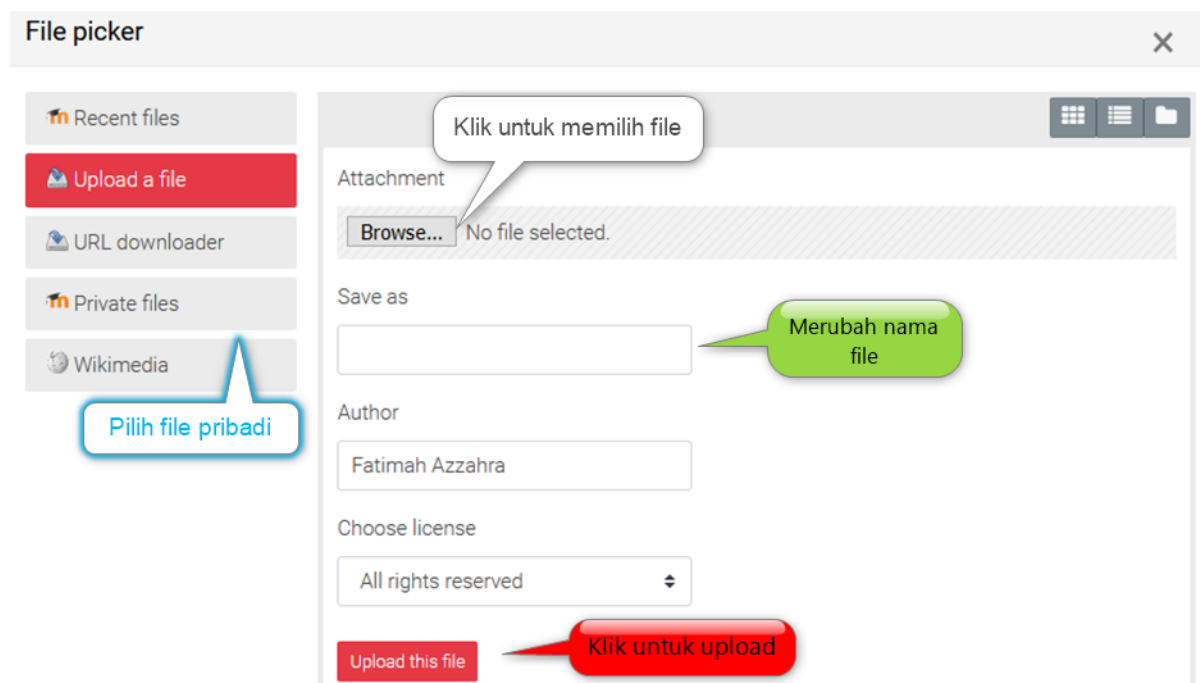 File picker
Recent files
Upload a file
URL downloader
Private files
Wikimedia
Pilih file pribadi
Klik untuk memilih file
Attachment
Browse... No file selected.
Save as
Merubah nama
file
Author
Fatimah Azzahra
Choose license
All rights reserved
Upload this file
Klik untuk upload